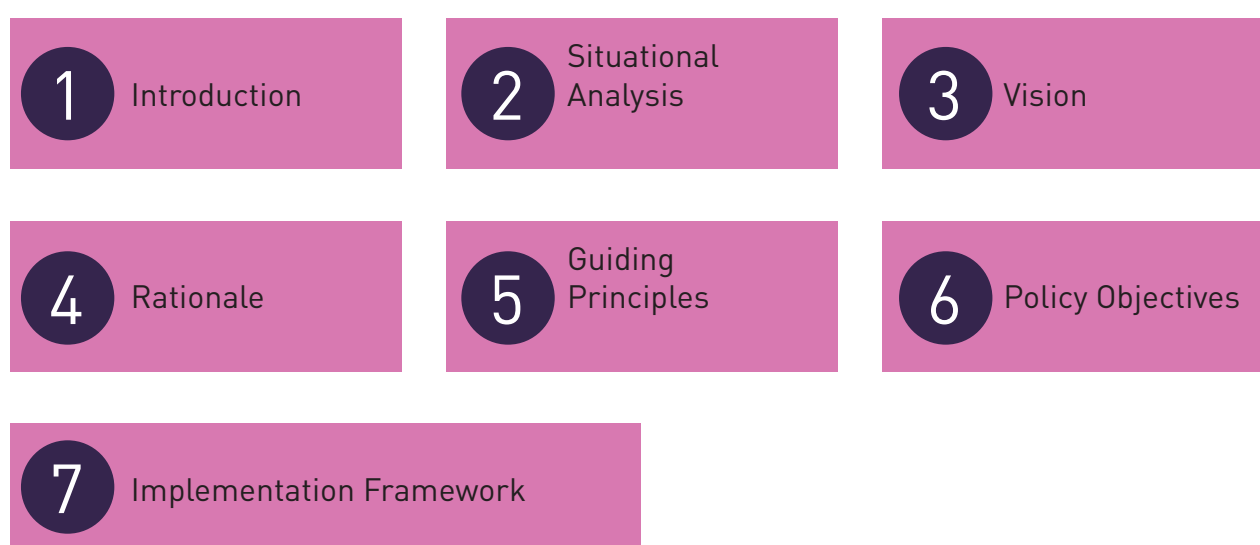 1 Introduction
2 Situational
Analysis
3 Vision
4 Rationale
5 Guiding
Principles
6 Policy Objectives
7 Implementation Framework